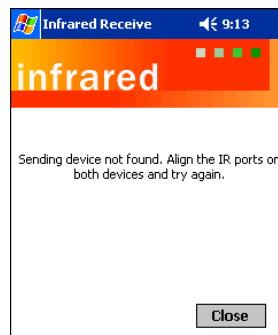 Infrared Receive 9:13
infrared
Sending device not found. Align the IR ports on
both devices and try again.
Close